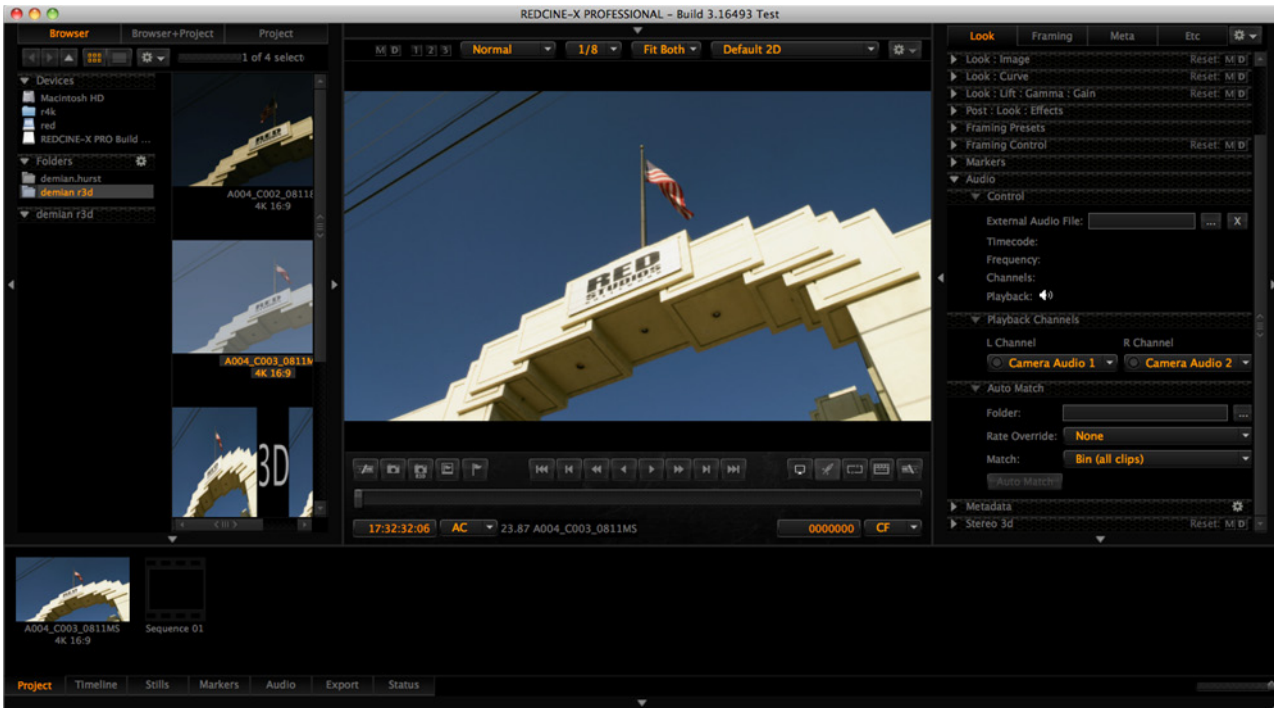 REDCINE-X PROFESSIONAL - Build 3.16493 Test
Browser
Browser+Project
Project
1 of 4 select
Devices
Macintosh HD
r4k
red
REDCINE-X PRO Build ...
Folders
demian.hurst
demian r3d
demian r3d
A004_C002_0811
4K 16:9
A004_C003_0811M
4K 16:9
3D
M D 1 2 3 Normal 1/8 Fit Both Default 2D
RED
STUDIOS
17:32:32:06 AC 23.87 A004_C003_0811MS 0000000 CF
Look Framing Meta Etc
Look : Image Reset: M D
Look : Curve Reset: M D
Look : Lift : Gamma : Gain Reset: M D
Post : Look : Effects
Framing Presets
Framing Control Reset: M D
Markers
Audio
Control
External Audio File: ... X
Timecode:
Frequency:
Channels:
Playback:
Playback Channels
L Channel R Channel
Camera Audio 1 Camera Audio 2
Auto Match
Folder: ...
Rate Override: None
Match: Bin (all clips)
Auto Match
Metadata
Stereo 3d Reset: M D
A004_C003_0811MS
4K 16:9
Sequence 01
Project Timeline Stills Markers Audio Export Status